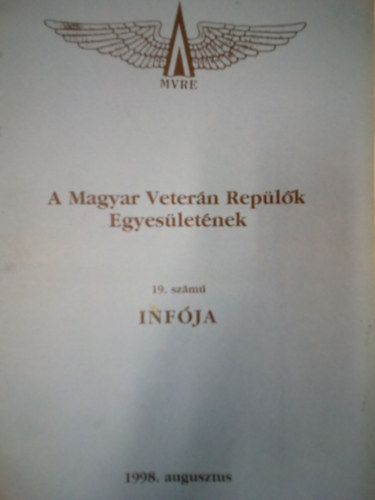 MVRE
A Magyar Veterán Repülők
Egyesületének
19. számú
INFÓJA
1998. augusztus